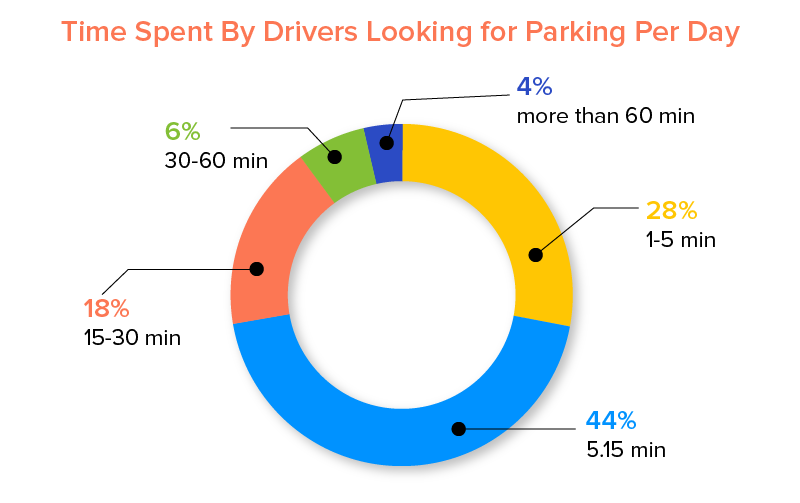 Time Spent By Drivers Looking for Parking Per Day
4%
more than 60 min
6%
30-60 min
28%
1-5 min
18%
15-30 min
44%
5.15 min